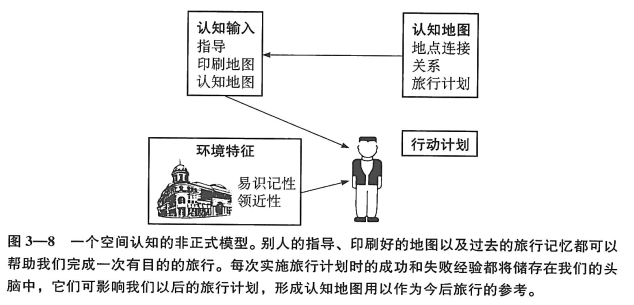 认知输入
指导
印刷地图
认知地图
认知地图
地点连接
关系
旅行计划
行动计划
环境特征
易识记性
领近性
图 3—8 一个空间认知的非正式模型。别人的指导、印刷好的地图以及过去的旅行记忆都可以
帮助我们完成一次有目的的旅行。每次实施旅行计划时的成功和失败经验都将储存在我们的头
脑中，它们可影响我们以后的旅行计划，形成认知地图用以作为今后旅行的参考。